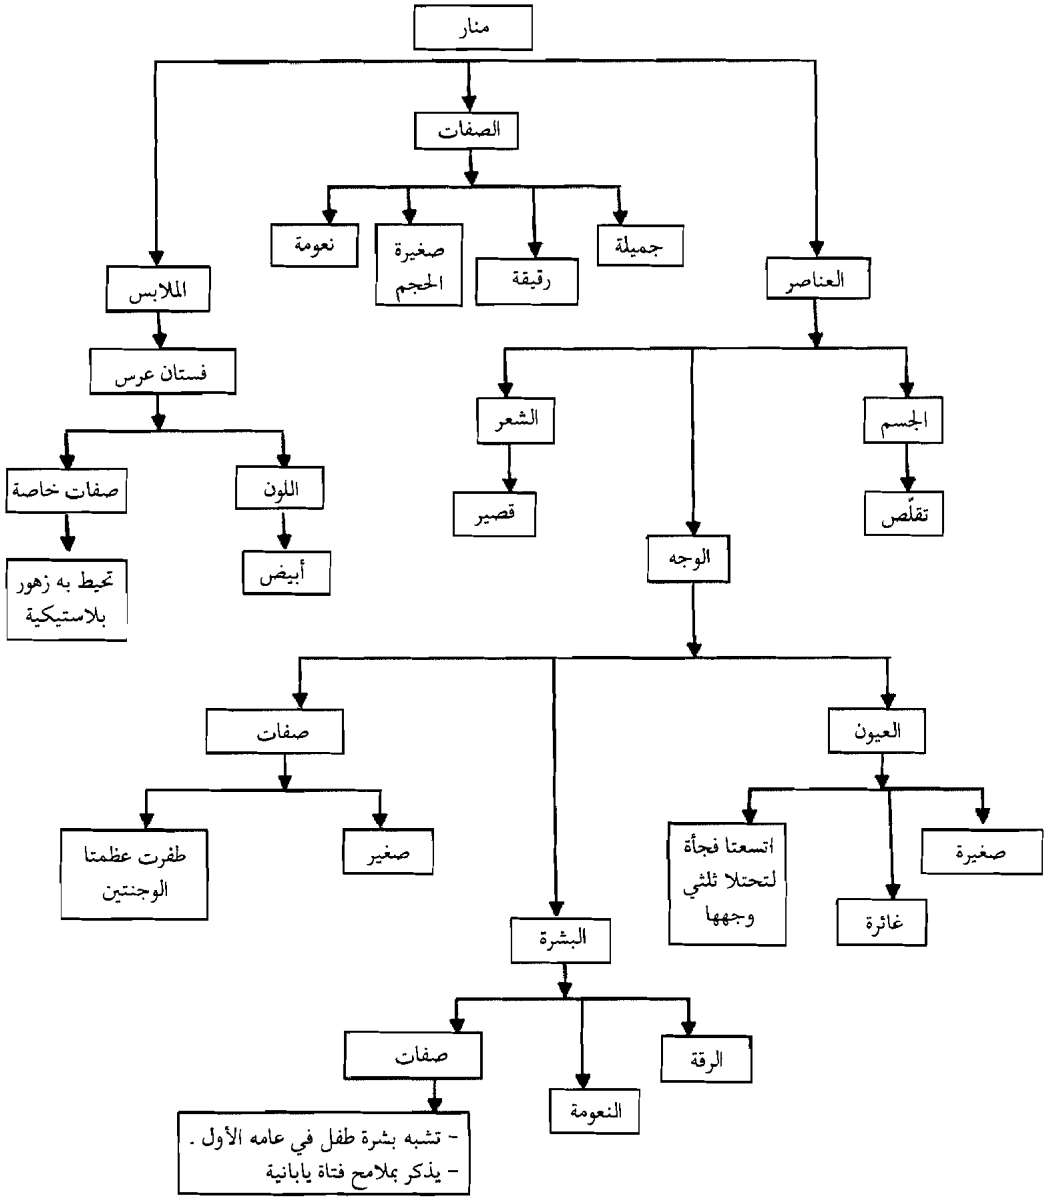 منار
الصفات
جميلة
رقيقة
صغيرة
الحجم
نعومة
العناصر
الملابس
فستان عرس
الجسم
الشعر
تقلّص
قصير
اللون
صفات خاصة
أبيض
تحيط به زهور
بلاستيكية
الوجه
العيون
صفات
صغيرة
غائرة
اتسعتا فجأة
لتحتلا ثلثي
وجهها
صغير
طفرت عظمتا
الوجنتين
البشرة
الرقة
النعومة
صفات
- تشبه بشرة طفل في عامه الأول .
- يذكر بملامح فتاة يابانية